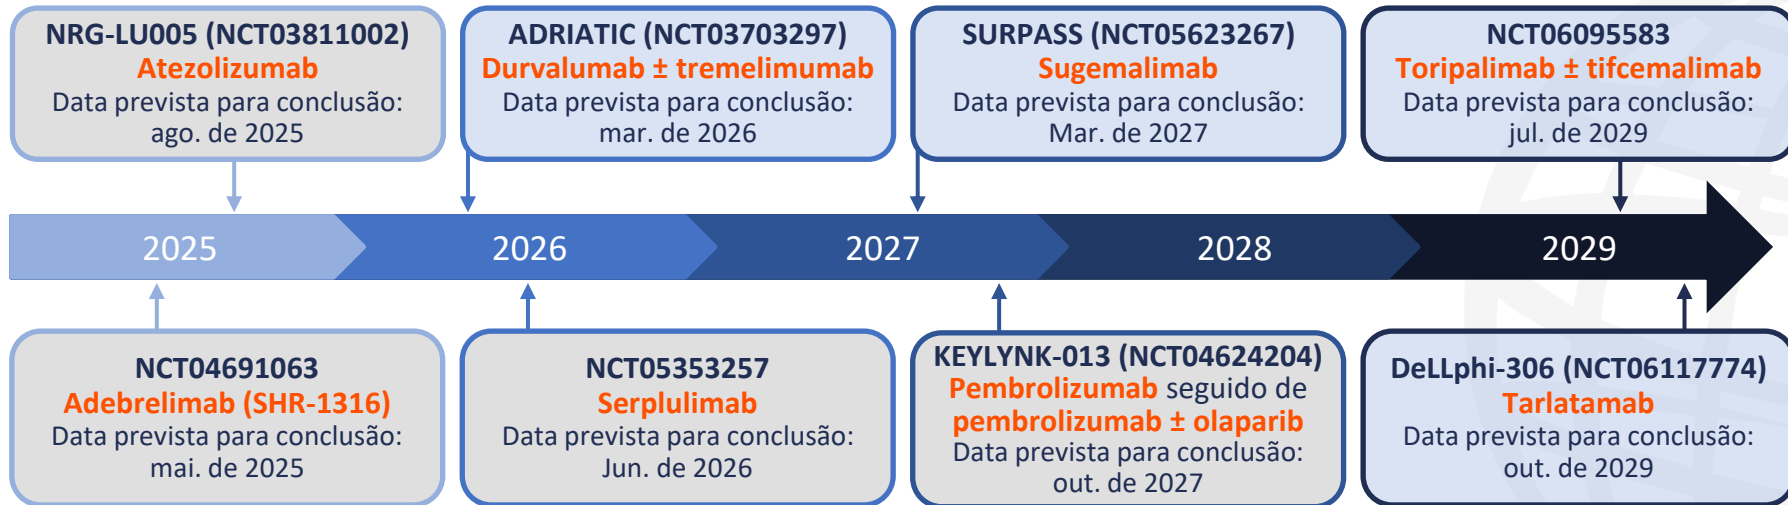 NRG-LU005 (NCT03811002)
Atezolizumab
Data prevista para conclusão:
ago. de 2025
ADRIATIC (NCT03703297)
Durvalumab ± tremelimumab
Data prevista para conclusão:
mar. de 2026
SURPASS (NCT05623267)
Sugemalimab
Data prevista para conclusão:
Mar. de 2027
NCT06095583
Toripalimab ± tifcemalimab
Data prevista para conclusão:
jul. de 2029
2025
2026
2027
2028
2029
NCT04691063
Adebrelimab (SHR-1316)
Data prevista para conclusão:
mai. de 2025
NCT05353257
Serplulimab
Data prevista para conclusão:
Jun. de 2026
KEYLYNK-013 (NCT04624204)
Pembrolizumab seguido de
pembrolizumab ± olaparib
Data prevista para conclusão:
out. de 2027
DeLLphi-306 (NCT06117774)
Tarlatamab
Data prevista para conclusão:
out. de 2029